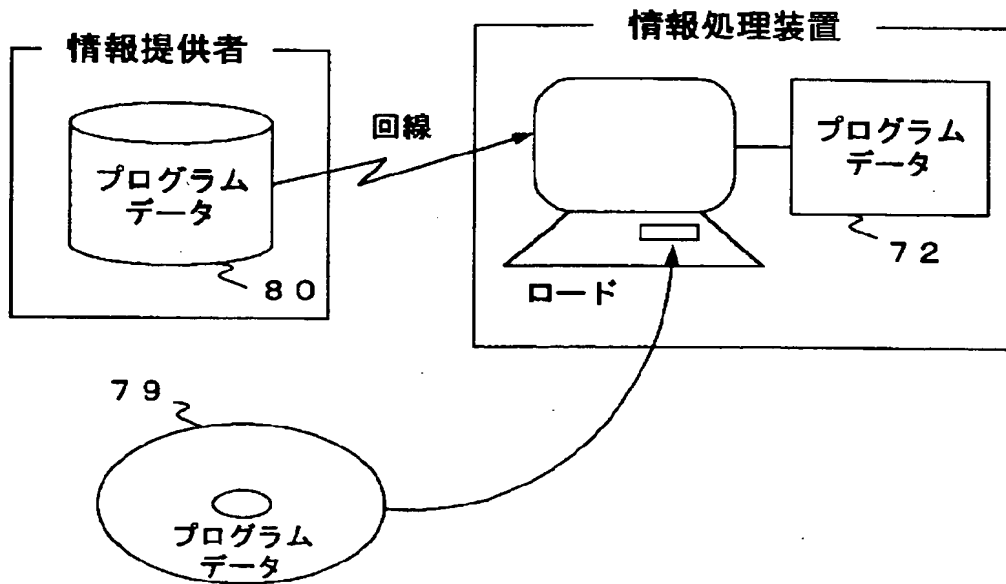 情報提供者
プログラム
データ
80
回線
情報処理装置
プログラム
データ
72
ロード
79
プログラム
データ